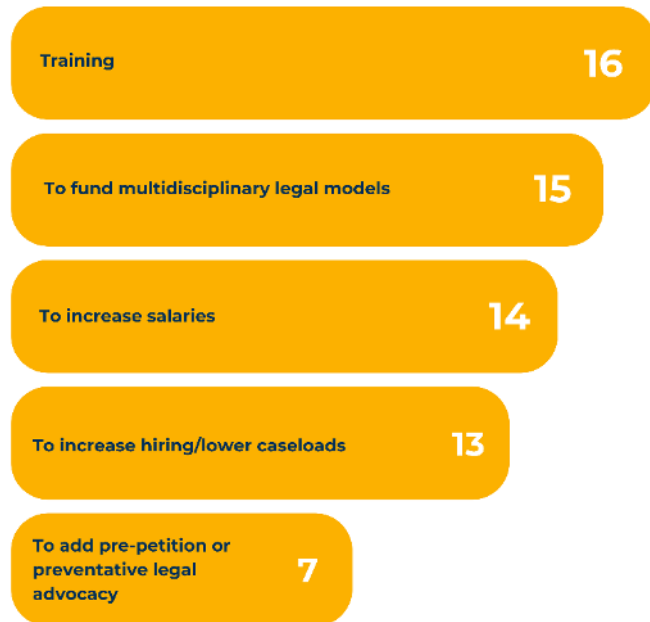 Training
16
To fund multidisciplinary legal models
15
To increase salaries
14
To increase hiring/lower caseloads
13
To add pre-petition or
preventative legal
advocacy
7